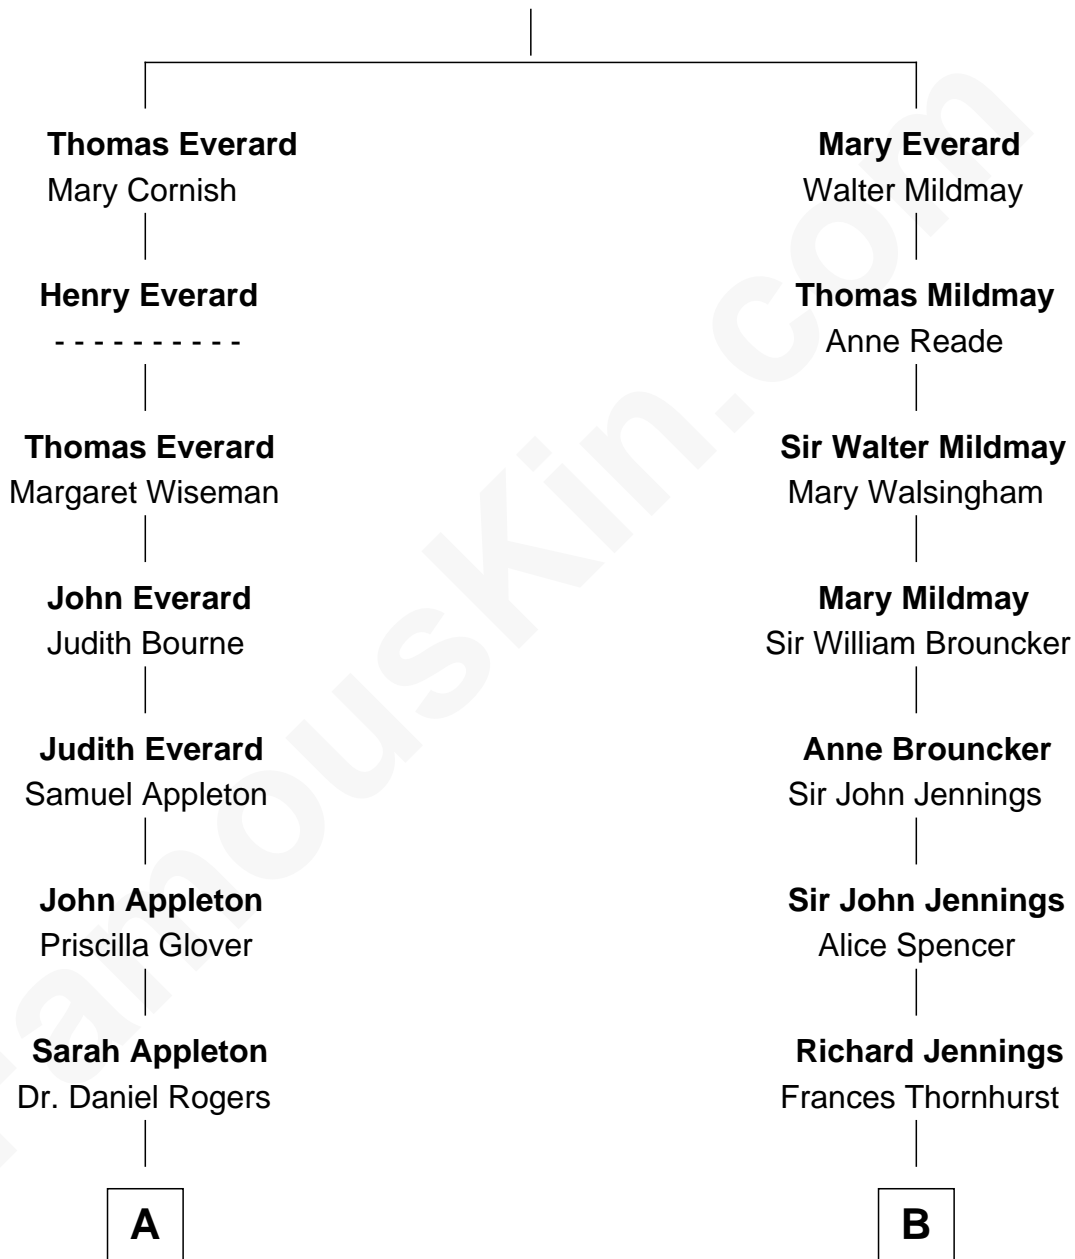 Thomas Everard Mary Everard
Mary Cornish Walter Mildmay
Henry Everard Thomas Mildmay
- - - - - - - - - - Anne Reade
Thomas Everard Sir Walter Mildmay
Margaret Wiseman Mary Walsingham
John Everard Mary Mildmay
Judith Bourne Sir William Brouncker
Judith Everard Anne Brouncker
Samuel Appleton Sir John Jennings
John Appleton Sir John Jennings
Priscilla Glover Alice Spencer
Sarah Appleton Richard Jennings
Dr. Daniel Rogers Frances Thornhurst
A B
FamousKin.com